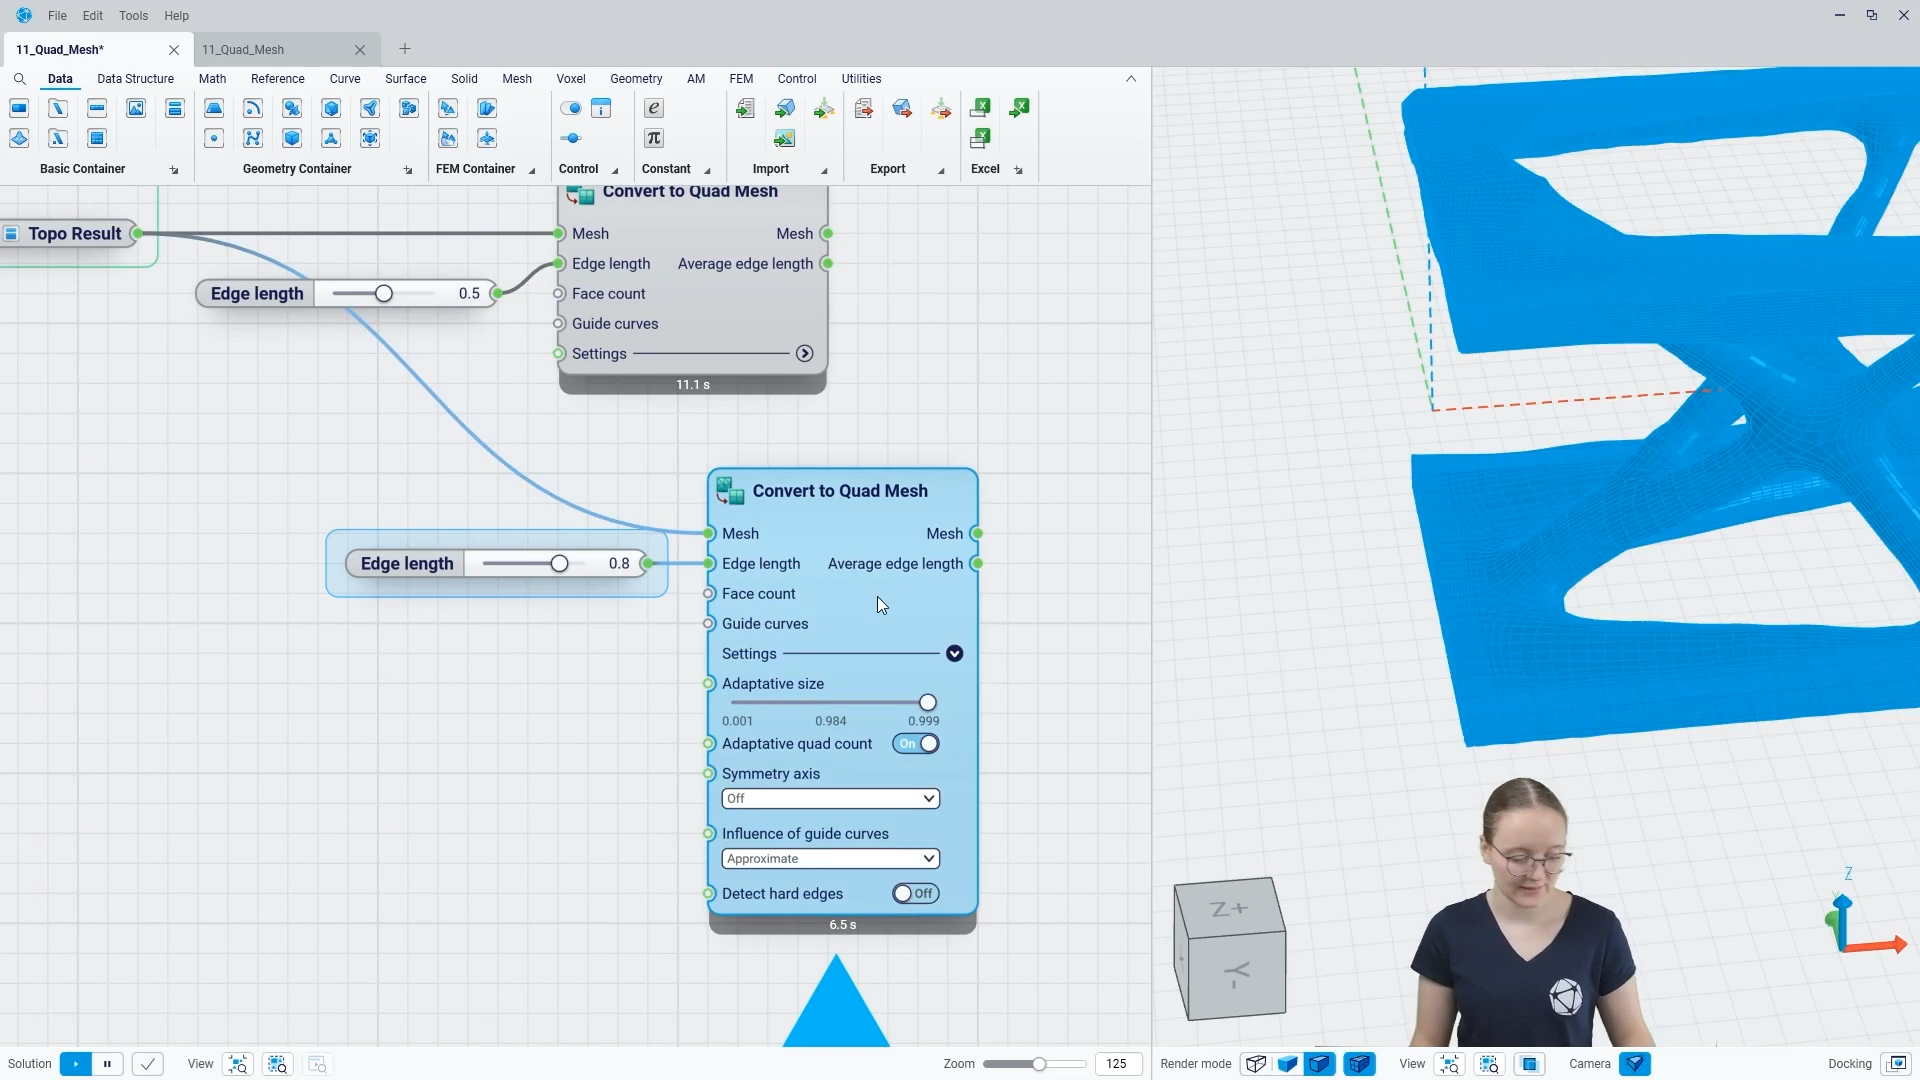 File Edit Tools Help
11_Quad_Mesh* 11_Quad_Mesh
Data Data Structure Math Reference Curve Surface Solid Mesh Voxel Geometry AM FEM Control Utilities
e
π
Basic Container Geometry Container FEM Container Control Constant Import Export Excel
Convert to Quad Mesh
Topo Result
Mesh Mesh
Edge length 0.5
Edge length Average edge length
Face count
Guide curves
Settings
11.1 s
Convert to Quad Mesh
Mesh Mesh
Edge length 0.8
Edge length Average edge length
Face count
Guide curves
Settings
Adaptative size
0.001 0.984 0.999
Adaptative quad count On
Symmetry axis
Off
Influence of guide curves
Approximate
Detect hard edges Off
6.5 s
Z+
-Y
Z
Solution View Zoom 125 Render mode View Camera Docking